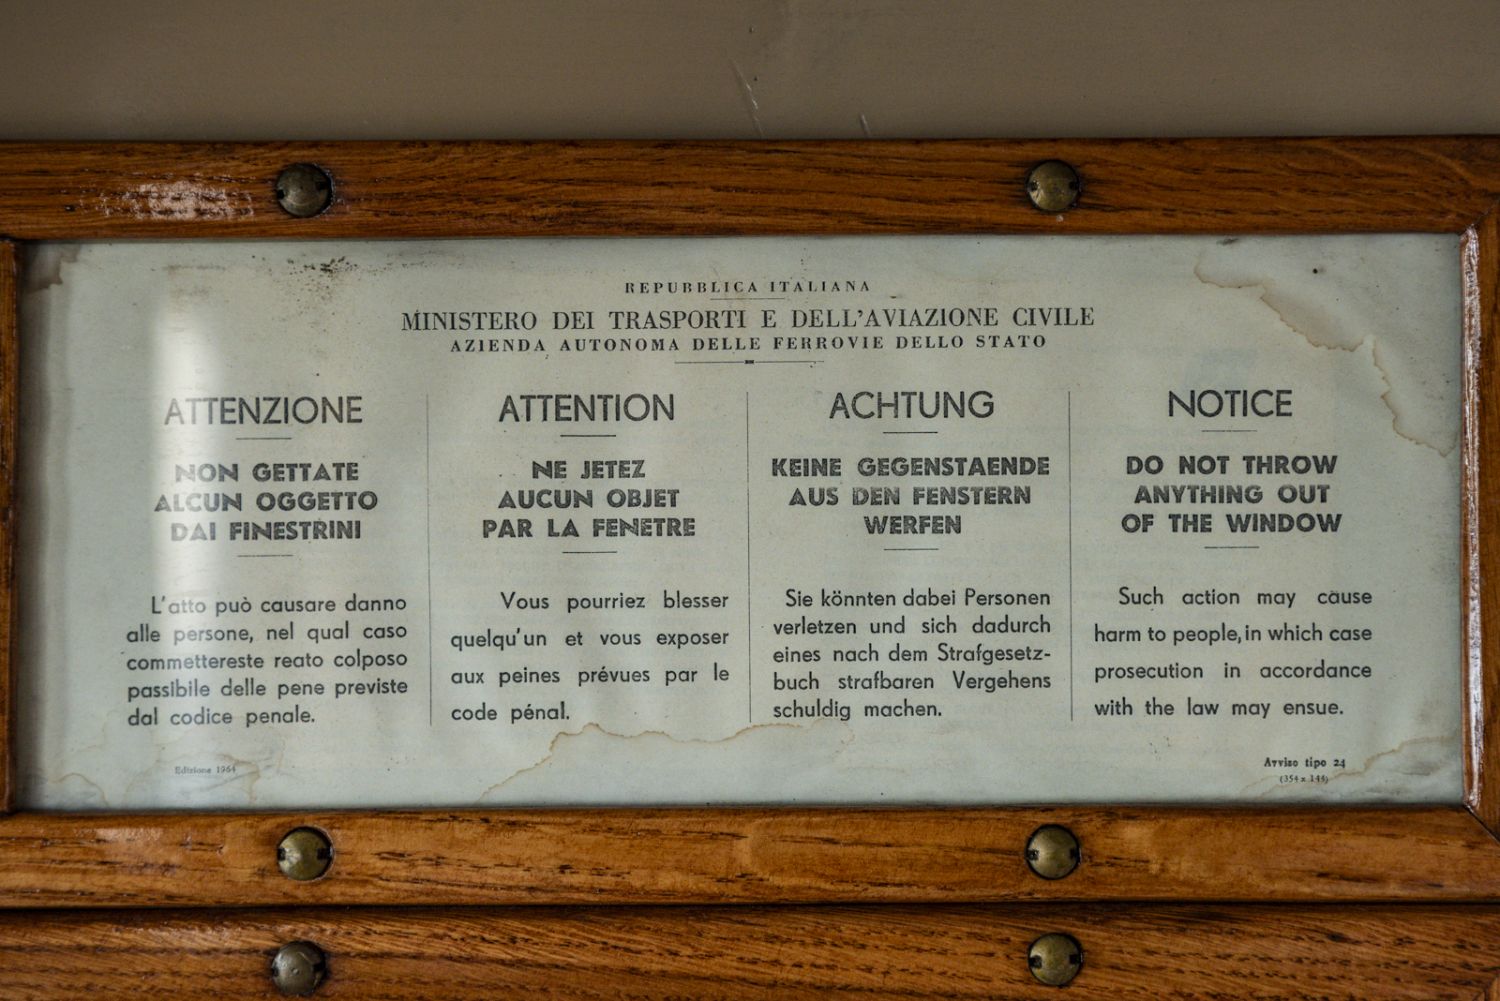 REPUBBLICA ITALIANA
MINISTERO DEI TRASPORTI E DELL'AVIAZIONE CIVILE
AZIENDA AUTONOMA DELLE FERROVIE DELLO STATO
ATTENZIONE
NON GETTATE
ALCUN OGGETTO
DAI FINESTRINI
L'atto può causare danno
alle persone, nel qual caso
commettereste reato colposo
passibile delle pene previste
dal codice penale.
Edizione 1964
ATTENTION
NE JETEZ
AUCUN OBJET
PAR LA FENETRE
Vous pourriez blesser
quelqu'un et vous exposer
aux peines prévues par le
code pénal.
ACHTUNG
KEINE GEGENSTAENDE
AUS DEN FENSTERN
WERFEN
Sie könnten dabei Personen
verletzen und sich dadurch
eines nach dem Strafgesetz-
buch strafbaren Vergehens
schuldig machen.
NOTICE
DO NOT THROW
ANYTHING OUT
OF THE WINDOW
Such action may cause
harm to people, in which case
prosecution in accordance
with the law may ensue.
Avviso tipo 24
(354 x 144)